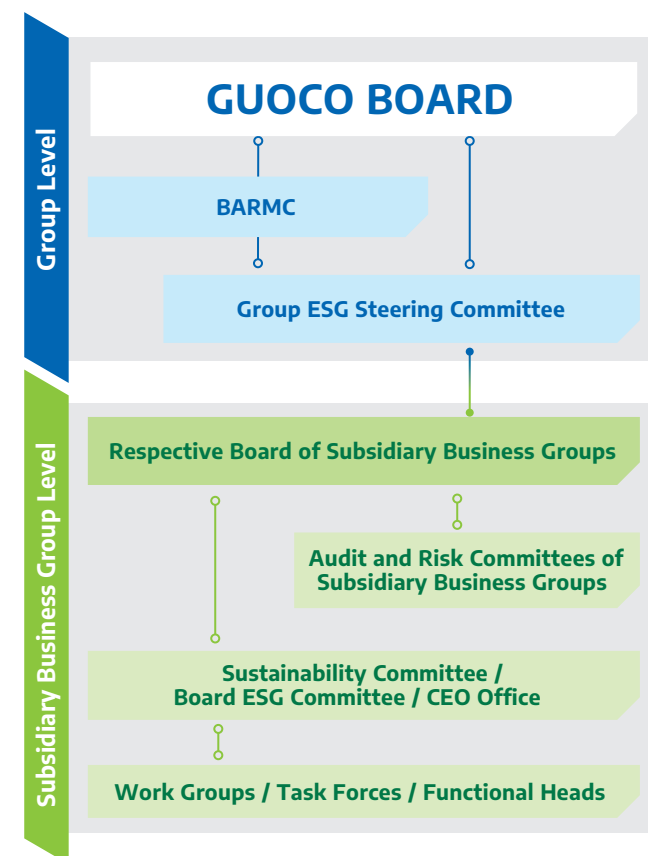 Group Level
GUOCO BOARD
BARMC
Group ESG Steering Committee
Subsidiary Business Group Level
Respective Board of Subsidiary Business Groups
Audit and Risk Committees of
Subsidiary Business Groups
Sustainability Committee /
Board ESG Committee / CEO Office
Work Groups / Task Forces / Functional Heads